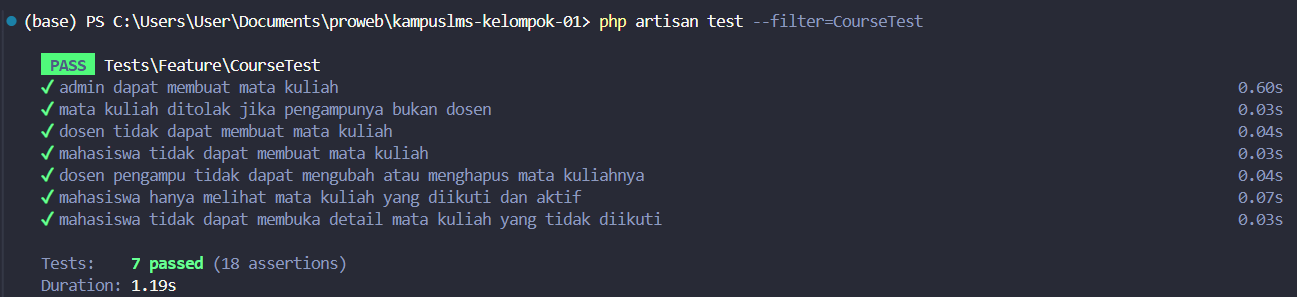 (base) PS C:\Users\User\Documents\proweb\kampuslms-kelompok-01> php artisan test --filter=CourseTest
PASS Tests\Feature\CourseTest
✓ admin dapat membuat mata kuliah 0.60s
✓ mata kuliah ditolak jika pengampunya bukan dosen 0.03s
✓ dosen tidak dapat membuat mata kuliah 0.04s
✓ mahasiswa tidak dapat membuat mata kuliah 0.03s
✓ dosen pengampu tidak dapat mengubah atau menghapus mata kuliahnya 0.04s
✓ mahasiswa hanya melihat mata kuliah yang diikuti dan aktif 0.07s
✓ mahasiswa tidak dapat membuka detail mata kuliah yang tidak diikuti 0.03s
Tests: 7 passed (18 assertions)
Duration: 1.19s